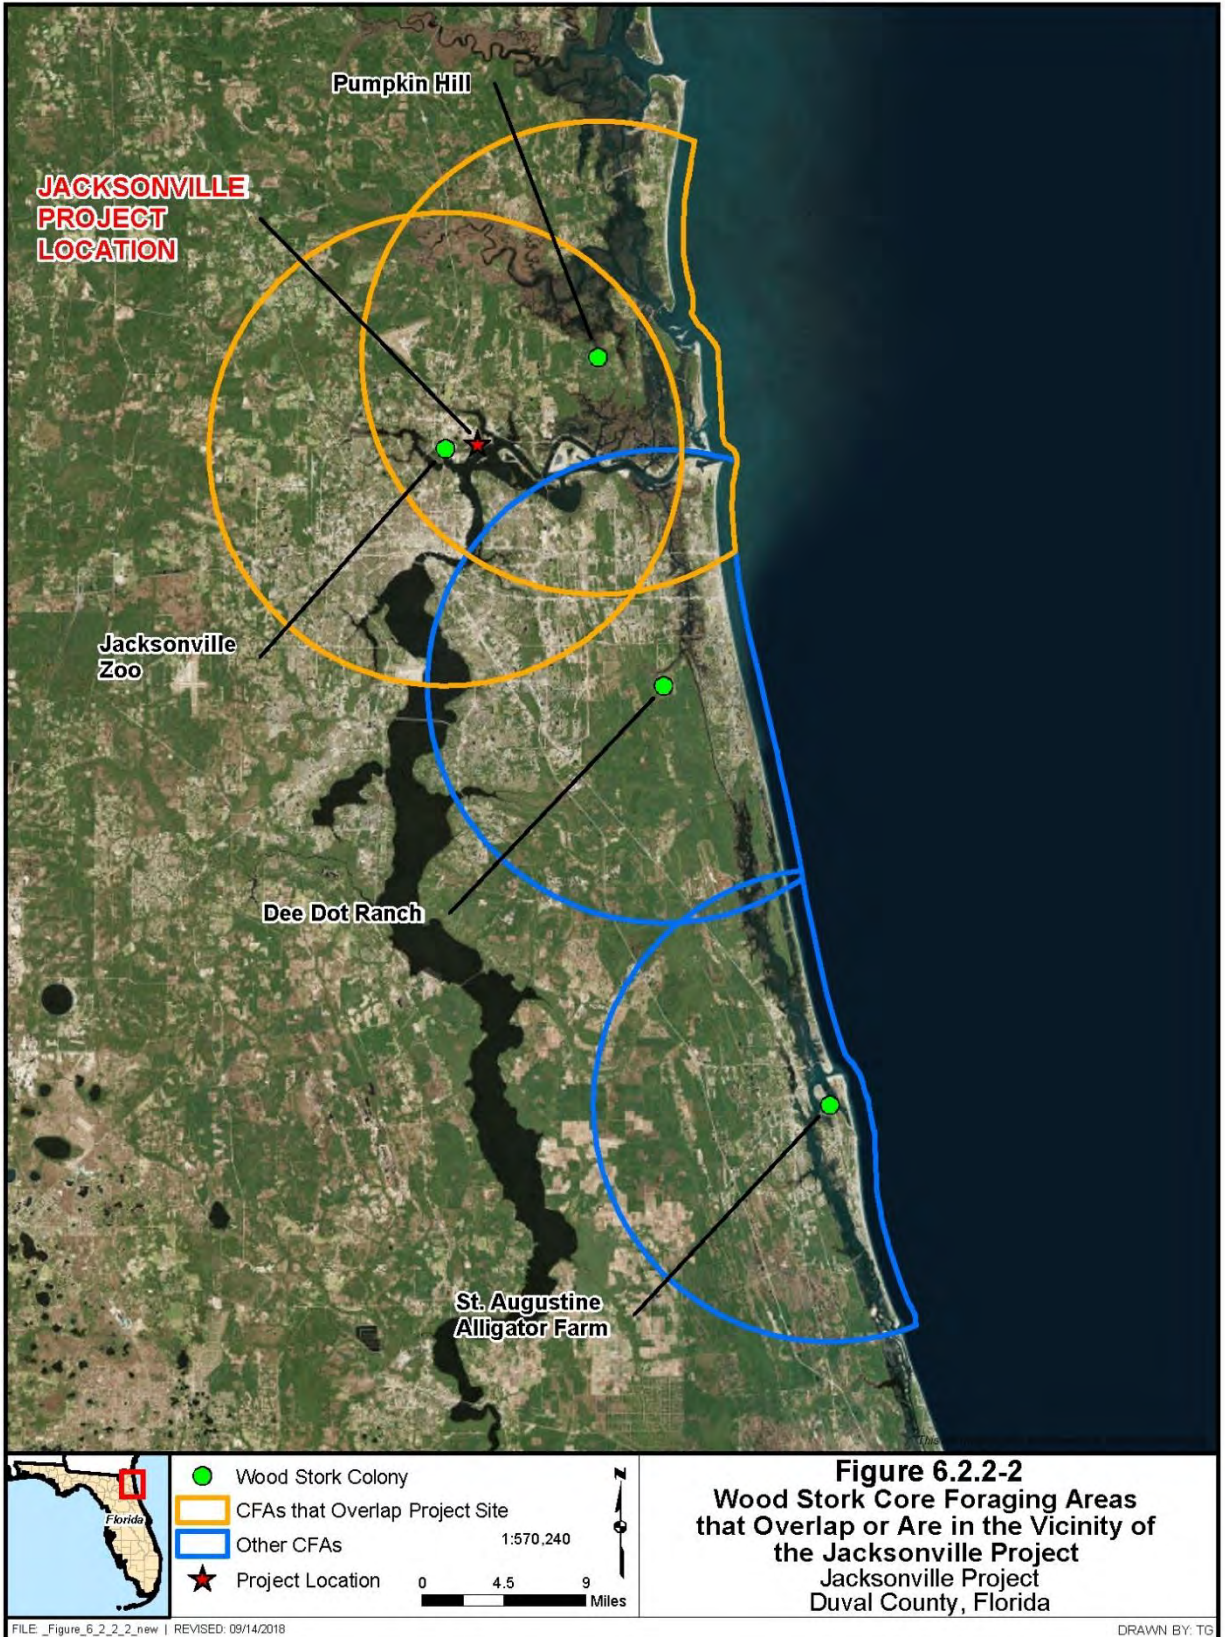 Pumpkin Hill
JACKSONVILLE
PROJECT
LOCATION
Jacksonville
Zoo
Dee Dot Ranch
St. Augustine
Alligator Farm
Florida
Wood Stork Colony
CFAs that Overlap Project Site
Other CFAs
Project Location
N
1:570,240
0 4.5 9
Miles
Figure 6.2.2-2
Wood Stork Core Foraging Areas
that Overlap or Are in the Vicinity of
the Jacksonville Project
Jacksonville Project
Duval County, Florida
FILE: _Figure_6_2_2_2_new | REVISED: 09/14/2018
DRAWN BY: TG